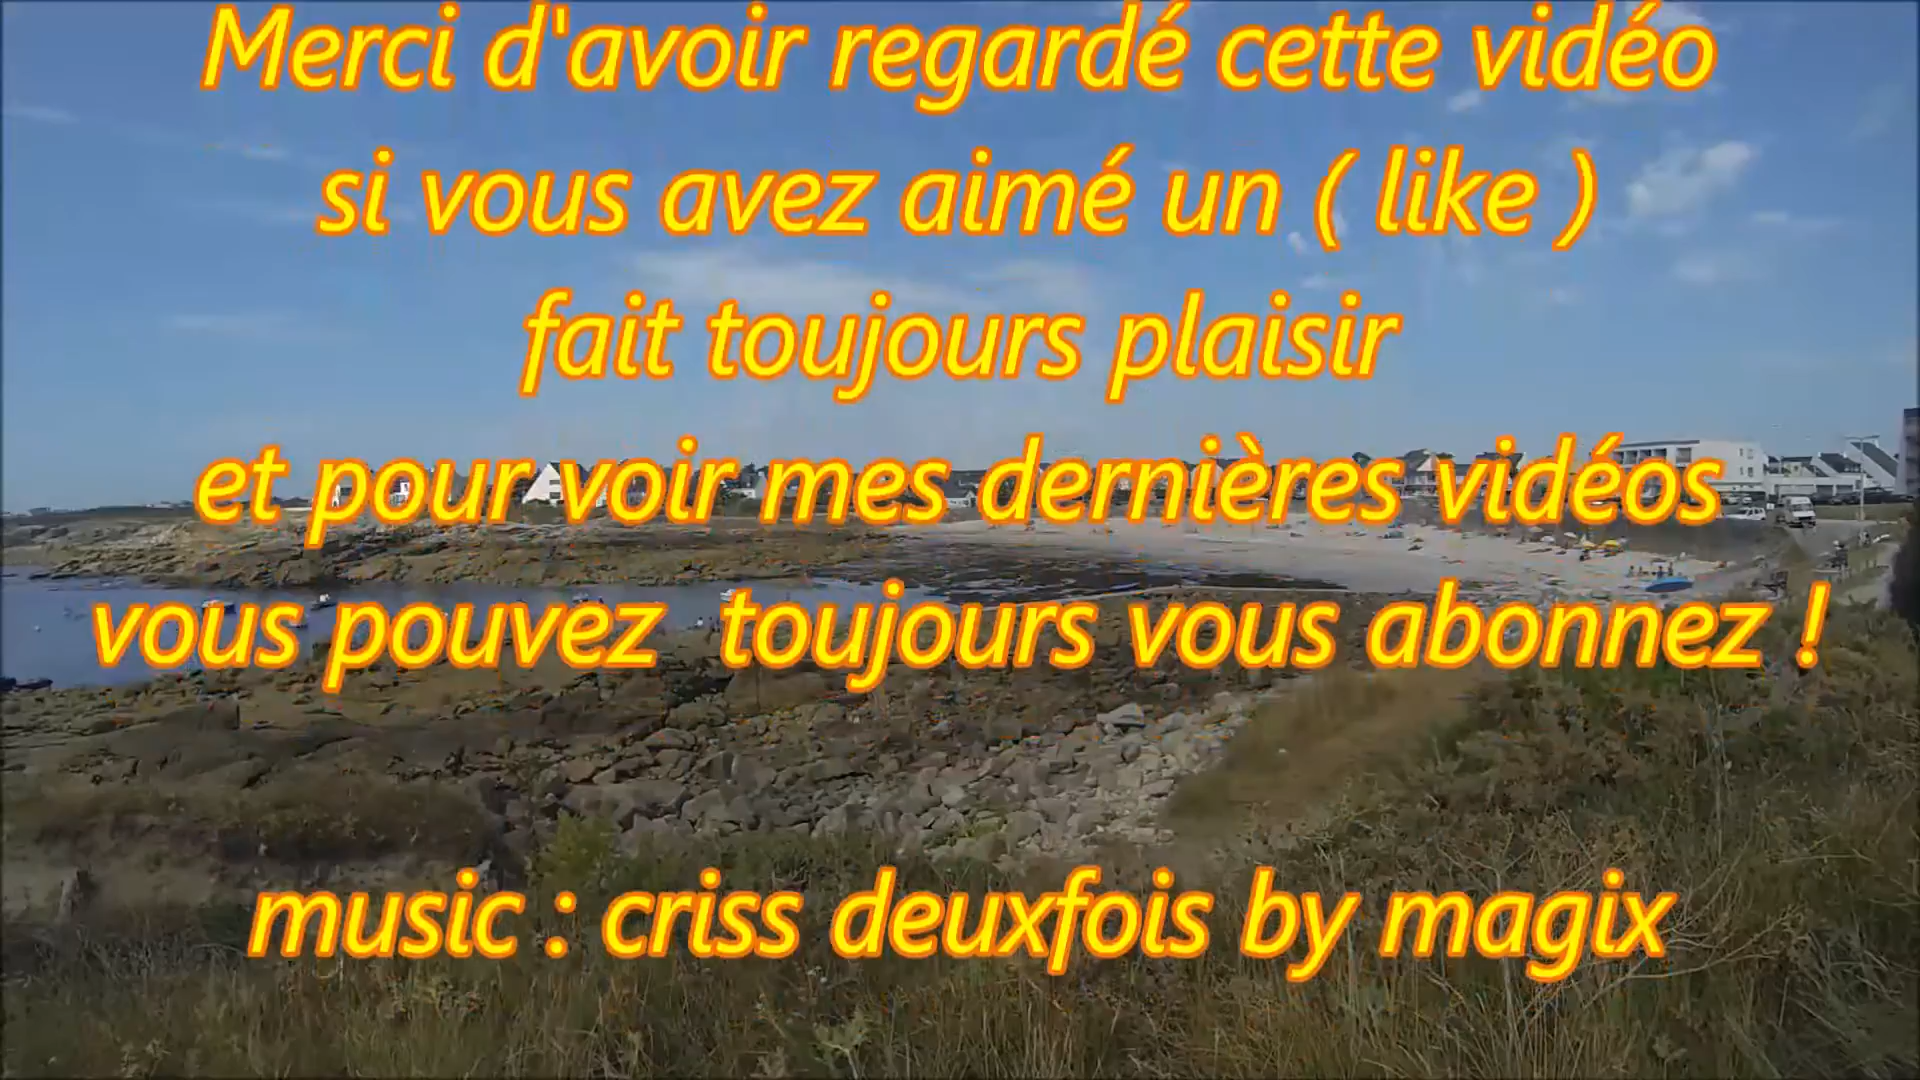 Merci d'avoir regardé cette vidéo
si vous avez aimé un ( like )
fait toujours plaisir
et pour voir mes dernières vidéos
vous pouvez  toujours vous abonnez !
music : criss deuxfois by magix